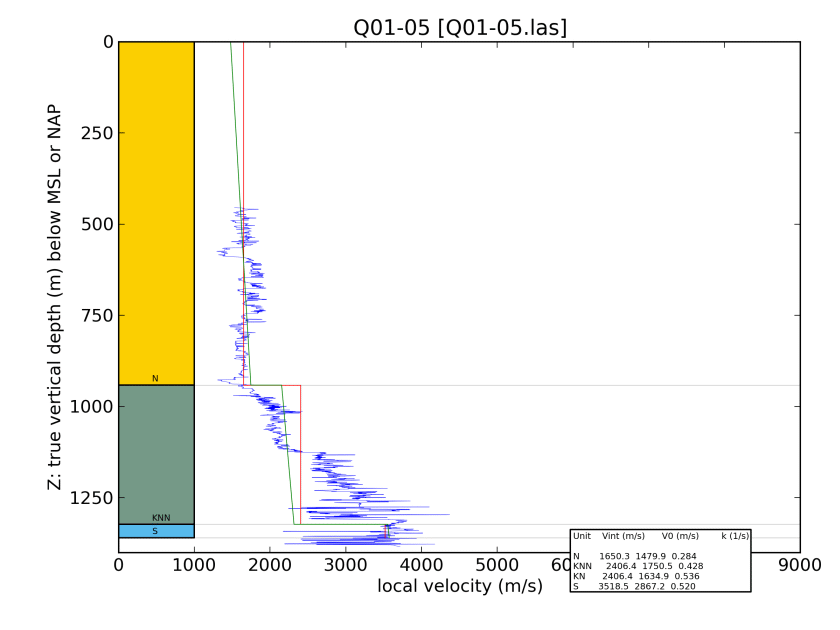 Q01-05 [Q01-05.las]
Z: true vertical depth (m) below MSL or NAP
0
250
500
750
1000
1250
N
KNN
S
0 1000 2000 3000 4000 5000 60 9000
local velocity (m/s)
Unit Vint (m/s) V0 (m/s) k (1/s)
N 1650.3 1479.9 0.284
KNN 2406.4 1750.5 0.428
KN 2406.4 1634.9 0.536
S 3518.5 2867.2 0.520